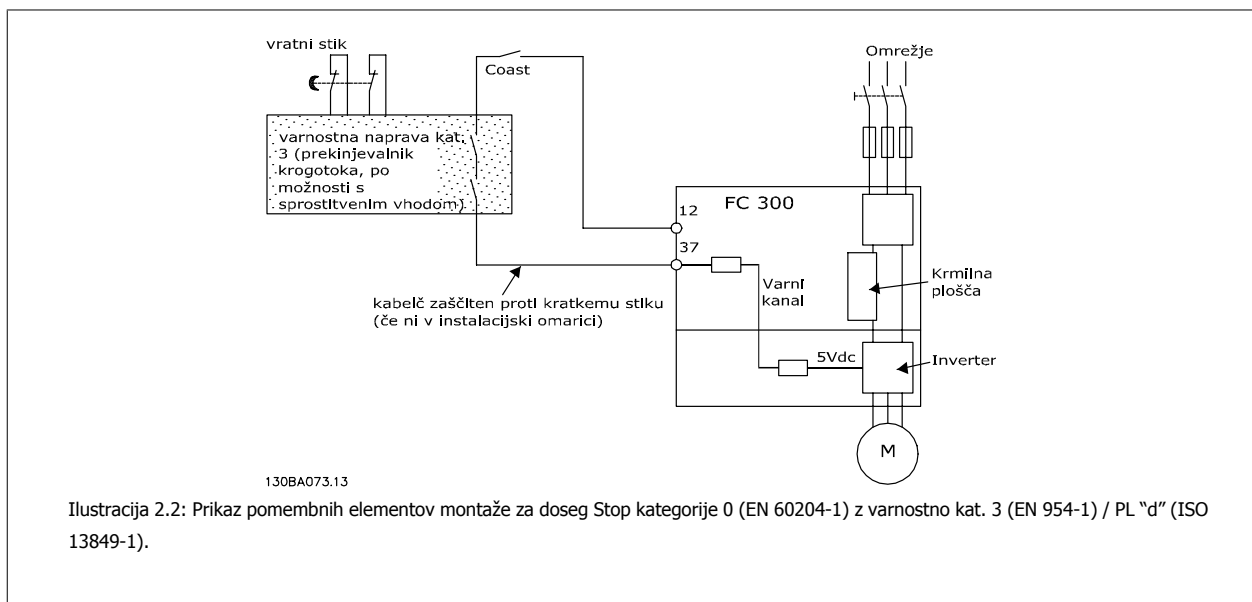 vratni stik
Coast
Omrežje
varnostna naprava kat.
3 (prekinjevalnik
krogotoka, po
možnosti s
sprostitvenim vhodom)
12
FC 300
37
Varni
kanal
Krmilna
plošča
kabelč zaščiten proti kratkemu stiku
(če ni v instalacijski omarici)
5Vdc
Inverter
M
130BA073.13
Ilustracija 2.2: Prikaz pomembnih elementov montaže za doseg Stop kategorije 0 (EN 60204-1) z varnostno kat. 3 (EN 954-1) / PL “d” (ISO
13849-1).